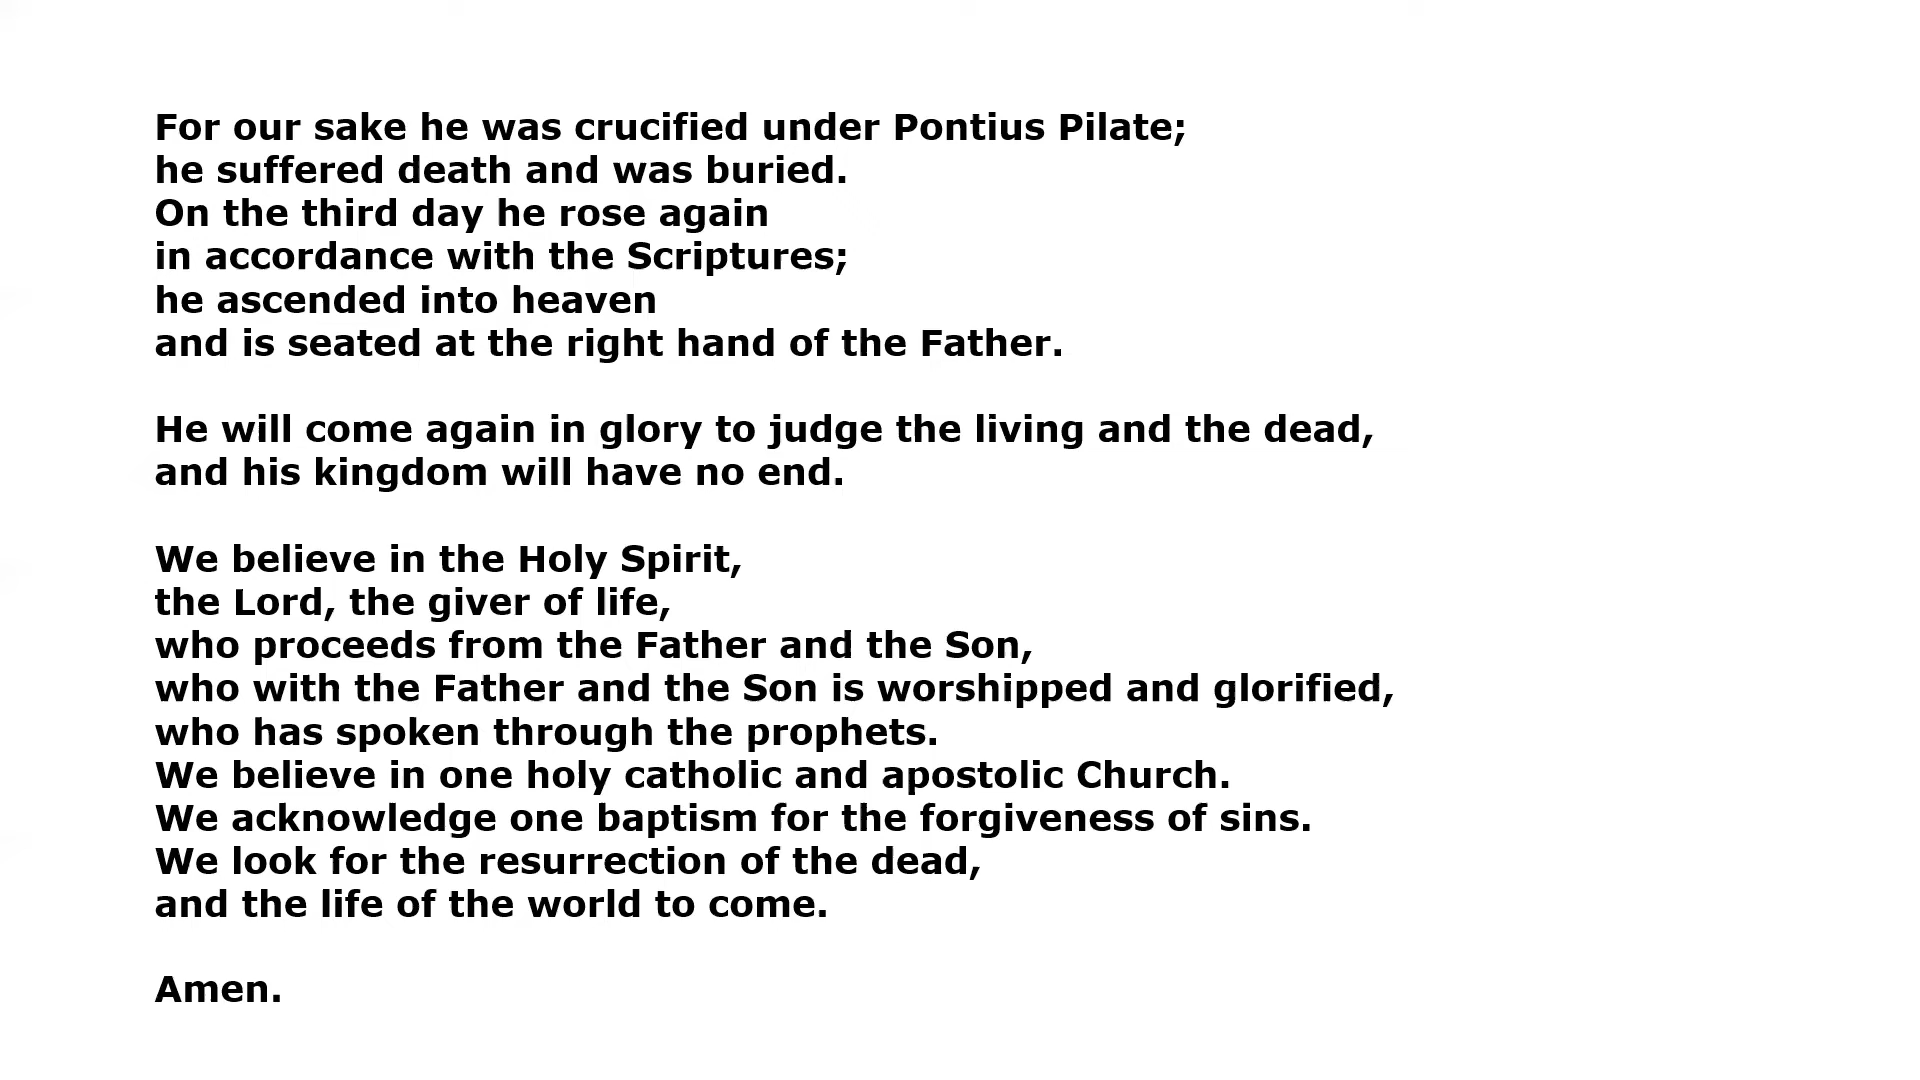 For our sake he was crucified under Pontius Pilate;
he suffered death and was buried.
On the third day he rose again
in accordance with the Scriptures;
he ascended into heaven
and is seated at the right hand of the Father.
He will come again in glory to judge the living and the dead,
and his kingdom will have no end.
We believe in the Holy Spirit,
the Lord, the giver of life,
who proceeds from the Father and the Son,
who with the Father and the Son is worshipped and glorified,
who has spoken through the prophets.
We believe in one holy catholic and apostolic Church.
We acknowledge one baptism for the forgiveness of sins.
We look for the resurrection of the dead,
and the life of the world to come.
Amen.